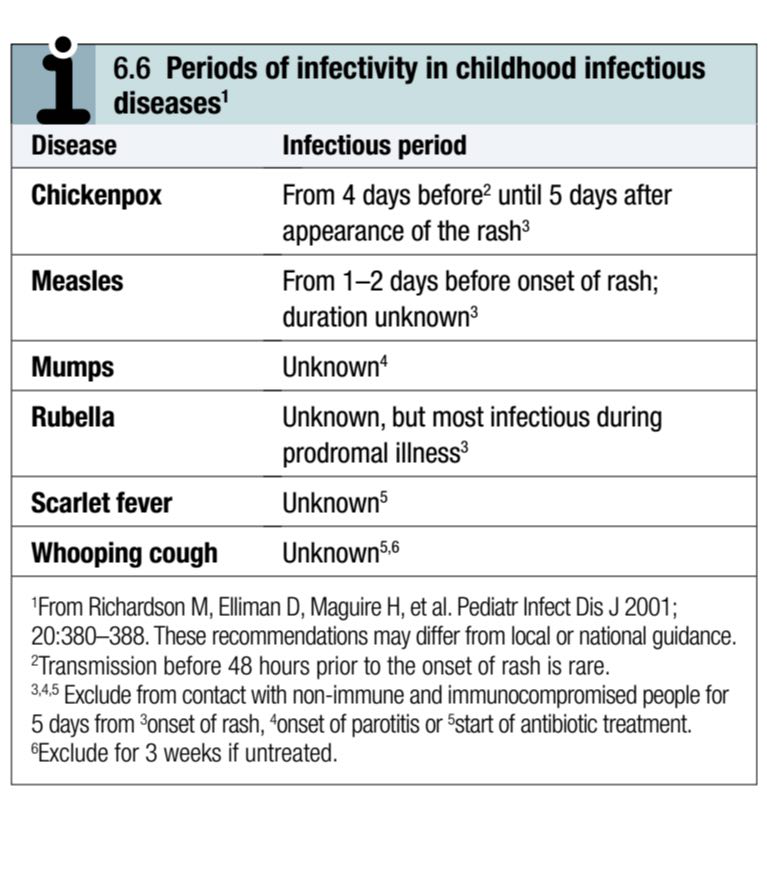 6.6 Periods of infectivity in childhood infectious
diseases¹
Disease Infectious period
Chickenpox From 4 days before² until 5 days after
appearance of the rash³
Measles From 1–2 days before onset of rash;
duration unknown³
Mumps Unknown⁴
Rubella Unknown, but most infectious during
prodromal illness³
Scarlet fever Unknown⁵
Whooping cough Unknown⁵,⁶
¹From Richardson M, Elliman D, Maguire H, et al. Pediatr Infect Dis J 2001;
20:380–388. These recommendations may differ from local or national guidance.
²Transmission before 48 hours prior to the onset of rash is rare.
³,⁴,⁵ Exclude from contact with non-immune and immunocompromised people for
5 days from ³onset of rash, ⁴onset of parotitis or ⁵start of antibiotic treatment.
⁶Exclude for 3 weeks if untreated.